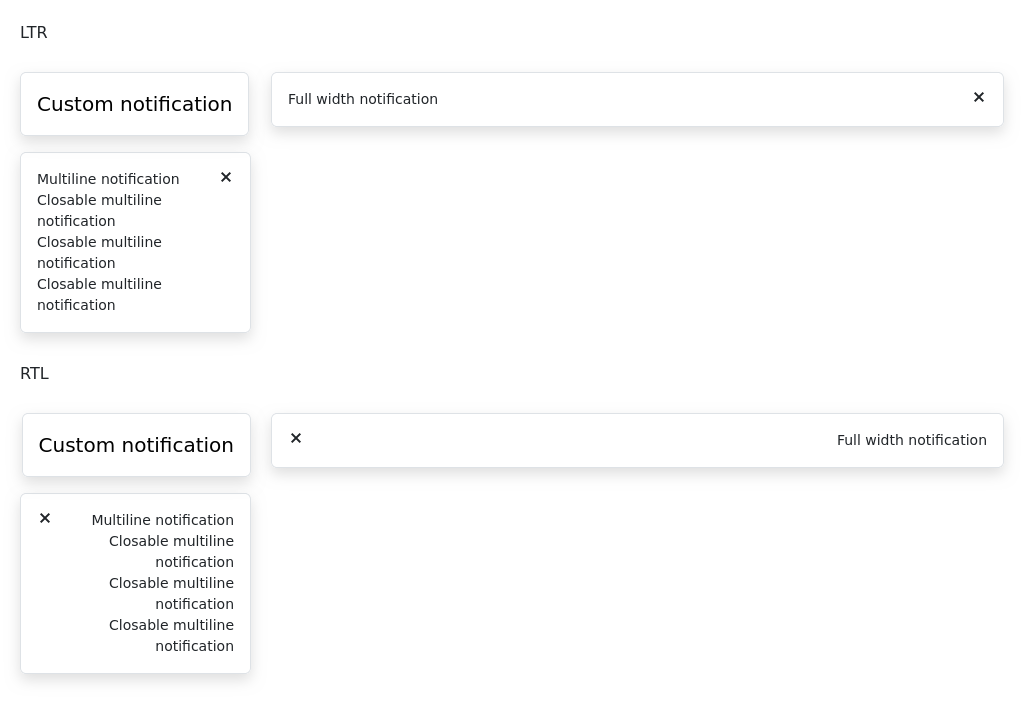 LTR
Custom notification
Full width notification
Multiline notification
Closable multiline
notification
Closable multiline
notification
Closable multiline
notification
RTL
Custom notification
Full width notification
Multiline notification
Closable multiline
notification
Closable multiline
notification
Closable multiline
notification